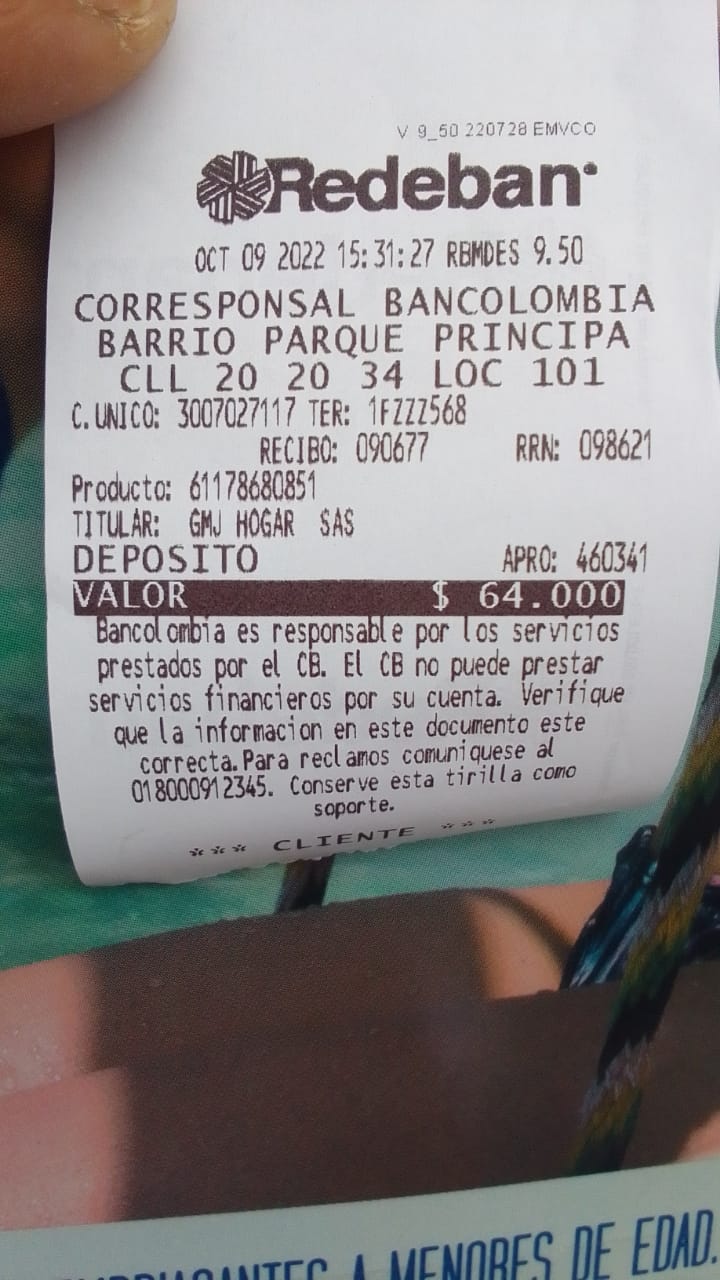 V 9_50 220728 EMVCO
Redeban
OCT 09 2022 15:31:27 RBMDES 9.50
CORRESPONSAL BANCOLOMBIA
BARRIO PARQUE PRINCIPA
CLL 20 20 34 LOC 101
C. UNICO: 3007027117 TER: 1FZZZ568
RECIBO: 090677 RRN: 098621
Producto: 61178680851
TITULAR: GMJ HOGAR SAS
DEPOSITO APRO: 460341
VALOR $ 64.000
Bancolombia es responsable por los servicios
prestados por el CB. El CB no puede prestar
servicios financieros por su cuenta. Verifique
que la informacion en este documento este
correcta. Para reclamos comuniquese al
018000912345. Conserve esta tirilla como
soporte.
*** CLIENTE ***
A MENORES DE EDAD.